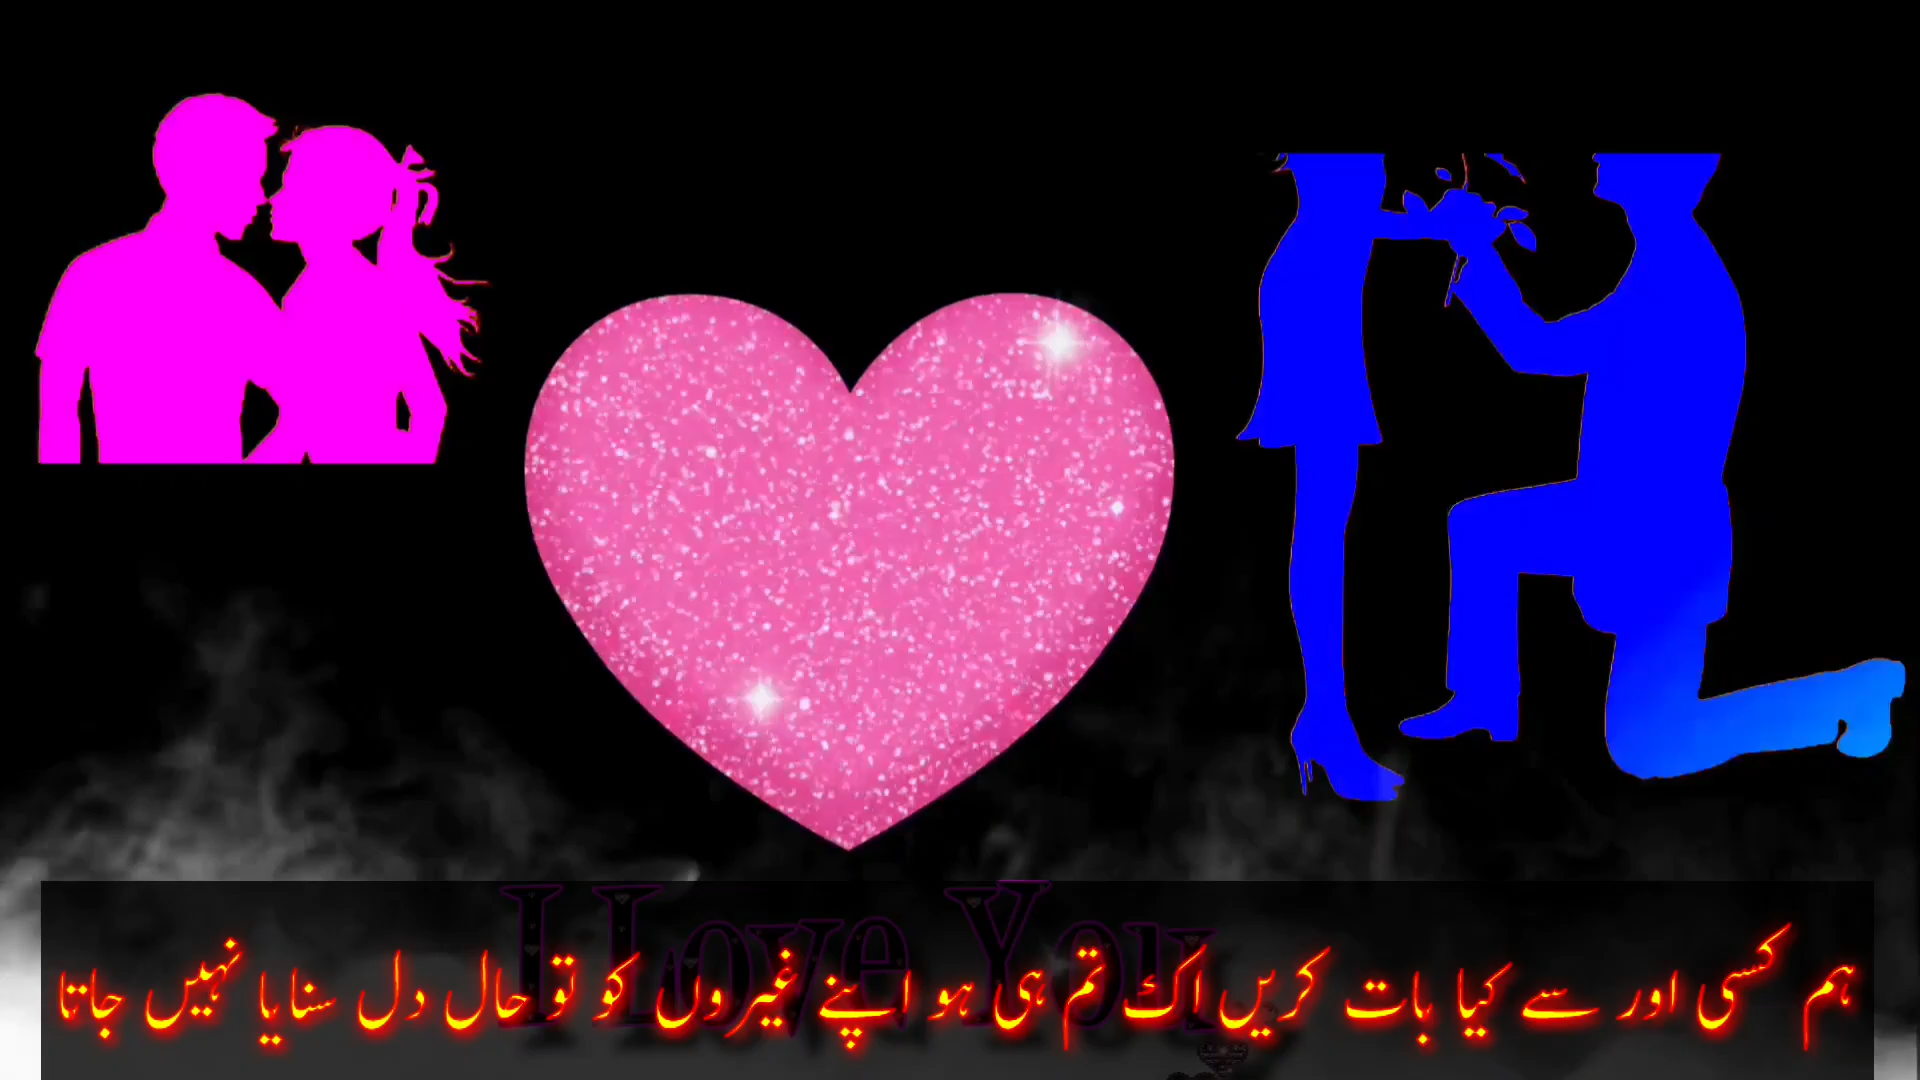 I Love You
ہم کسی اور سے کیا بات کریں اک تم ہی ہو اپنے غیروں کو تو حال دل سنایا نہیں جاتا